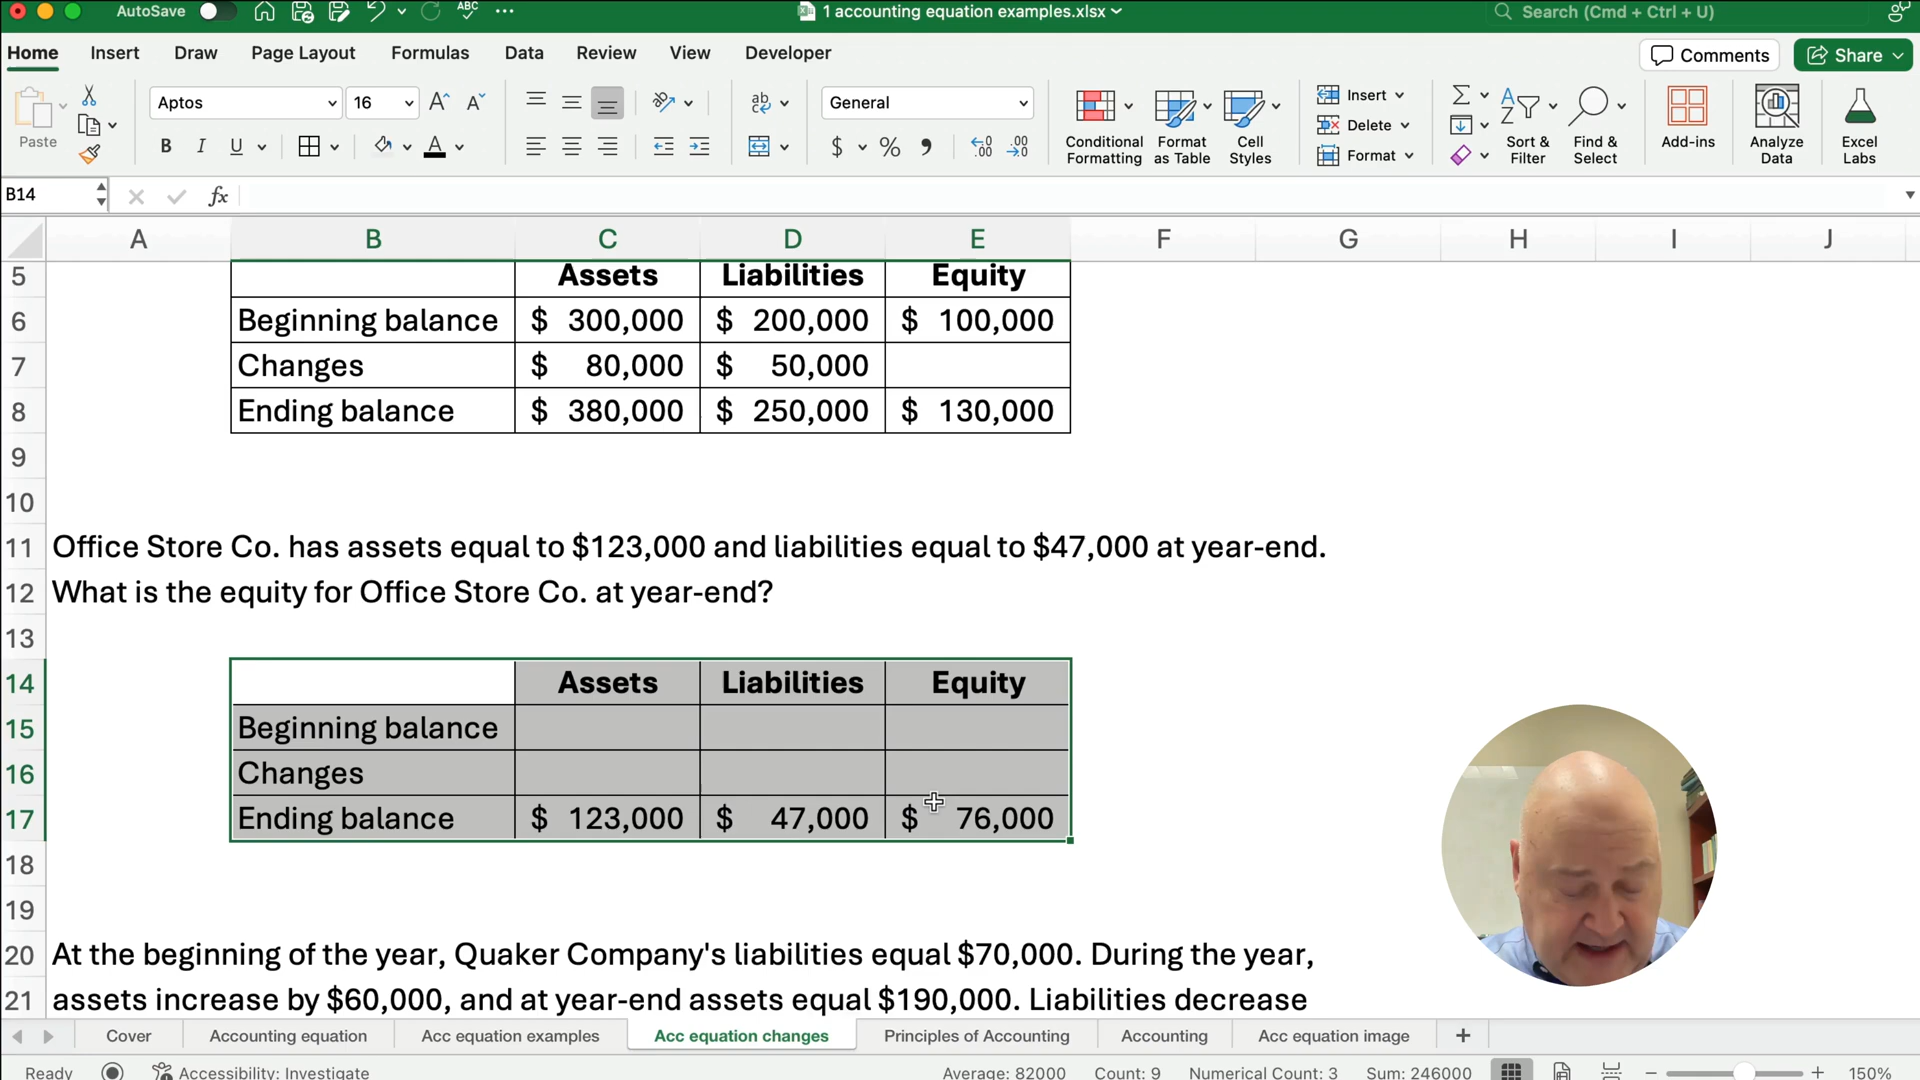 AutoSave
ABC
1 accounting equation examples.xlsx
Search (Cmd + Ctrl + U)
Home Insert Draw Page Layout Formulas Data Review View Developer
Comments Share
Paste
Aptos 16
B I U
General
Conditional Formatting
Format as Table
Cell Styles
Insert
Delete
Format
Sort & Filter
Find & Select
Add-ins
Analyze Data
Excel Labs
B14 fx
A B C D E F G H I J
5 Assets Liabilities Equity
6 Beginning balance $ 300,000 $ 200,000 $ 100,000
7 Changes $ 80,000 $ 50,000
8 Ending balance $ 380,000 $ 250,000 $ 130,000
9
10
11 Office Store Co. has assets equal to $123,000 and liabilities equal to $47,000 at year-end.
12 What is the equity for Office Store Co. at year-end?
13
14 Assets Liabilities Equity
15 Beginning balance
16 Changes
17 Ending balance $ 123,000 $ 47,000 $ 76,000
18
19
20 At the beginning of the year, Quaker Company's liabilities equal $70,000. During the year,
21 assets increase by $60,000, and at year-end assets equal $190,000. Liabilities decrease
Cover Accounting equation Acc equation examples Acc equation changes Principles of Accounting Accounting Acc equation image +
Ready Accessibility: Investigate Average: 82000 Count: 9 Numerical Count: 3 Sum: 246000 150%